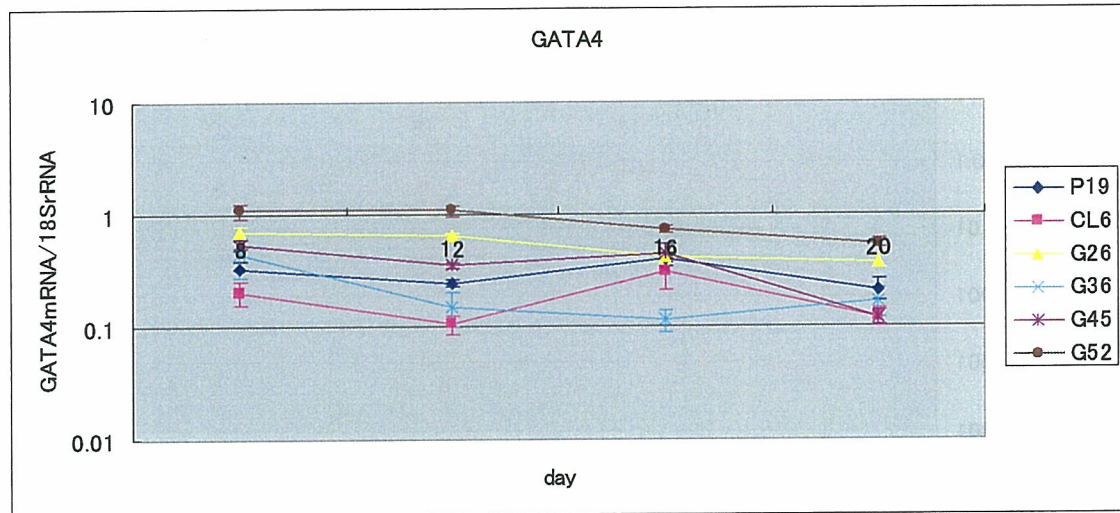 GATA4
GATA4mRNA/18SrRNA
10
1
0.1
0.01
8
12
16
20
day
P19
CL6
G26
G36
G45
G52